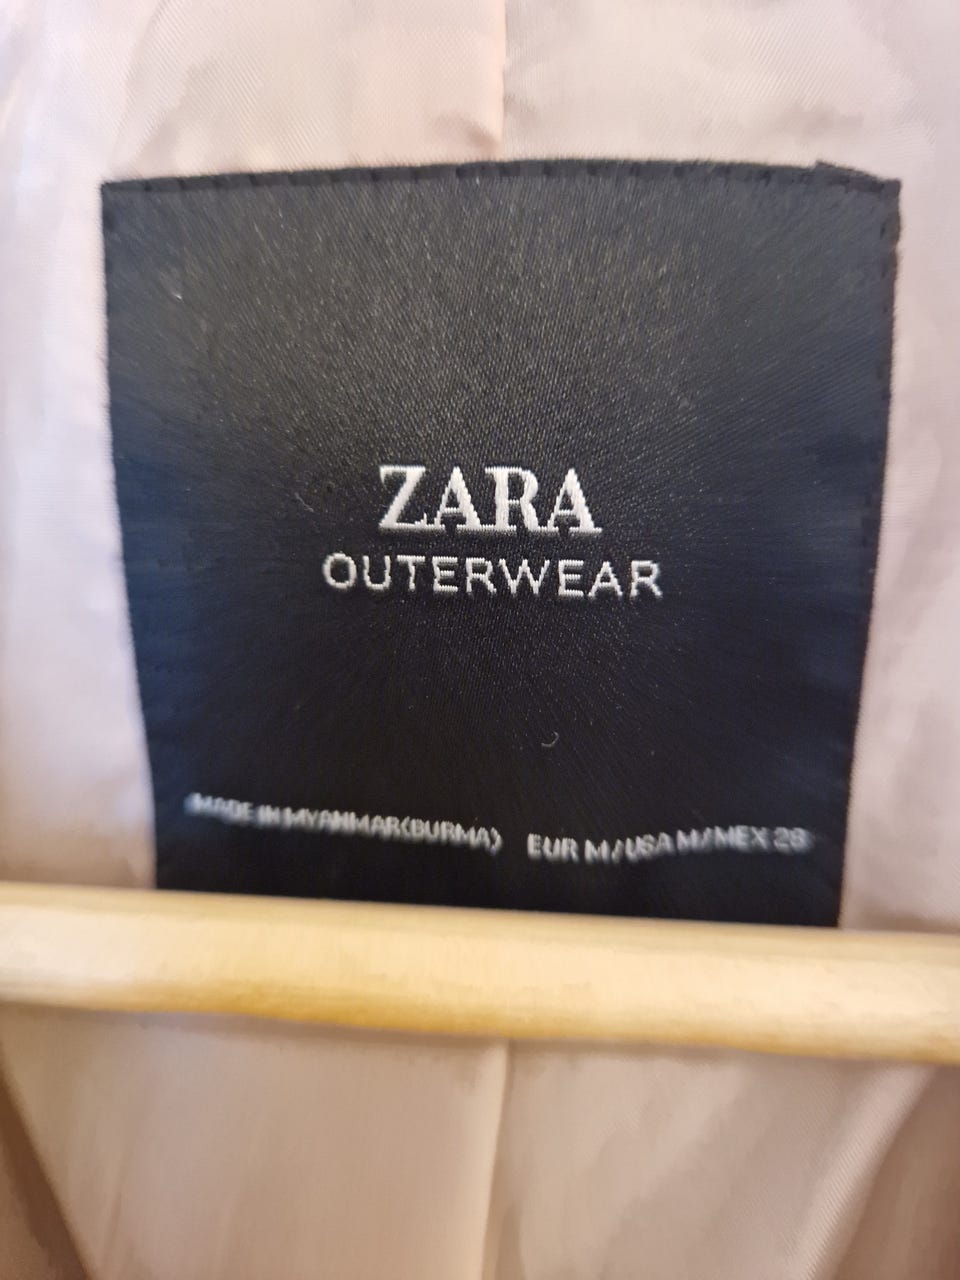 ZARA
OUTERWEAR
MADE IN MYANMAR(BURMA) EUR M/USA M/MEX 28